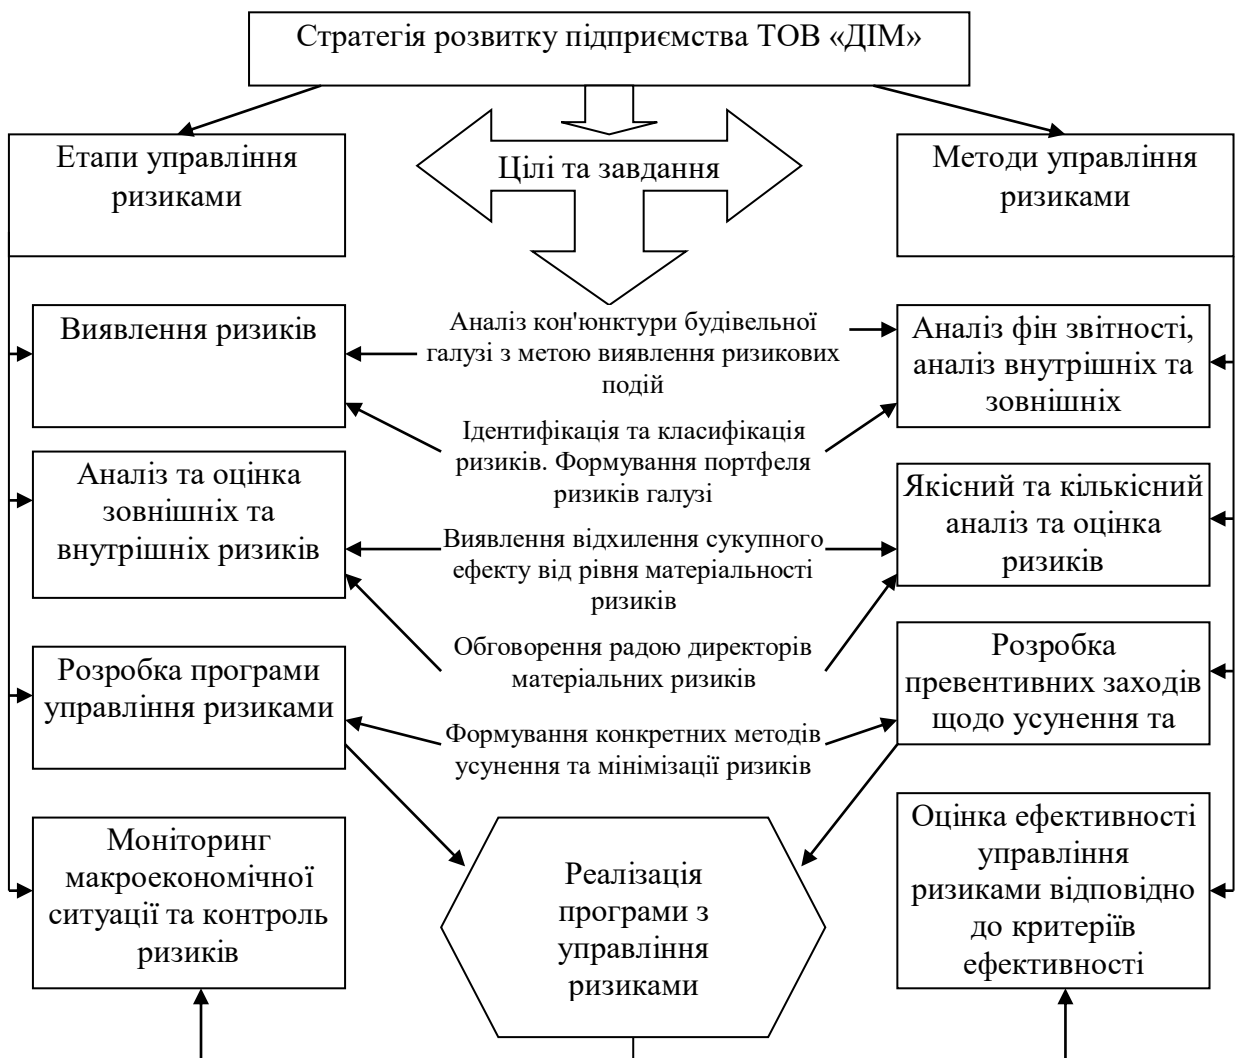 Стратегія розвитку підприємства ТОВ «ДІМ»
Етапи управління
ризиками
Цілі та завдання
Методи управління
ризиками
Виявлення ризиків
Аналіз кон'юнктури будівельної
галузі з метою виявлення ризикових
подій
Аналіз фін звітності,
аналіз внутрішніх та
зовнішніх
Ідентифікація та класифікація
ризиків. Формування портфеля
ризиків галузі
Аналіз та оцінка
зовнішніх та
внутрішніх ризиків
Якісний та кількісний
аналіз та оцінка
ризиків
Виявлення відхилення сукупного
ефекту від рівня матеріальності
ризиків
Обговорення радою директорів
матеріальних ризиків
Розробка програми
управління ризиками
Розробка
превентивних заходів
щодо усунення та
Формування конкретних методів
усунення та мінімізації ризиків
Моніторинг
макроекономічної
ситуації та контроль
ризиків
Реалізація
програми з
управління
ризиками
Оцінка ефективності
управління
ризиками відповідно
до критеріїв
ефективності